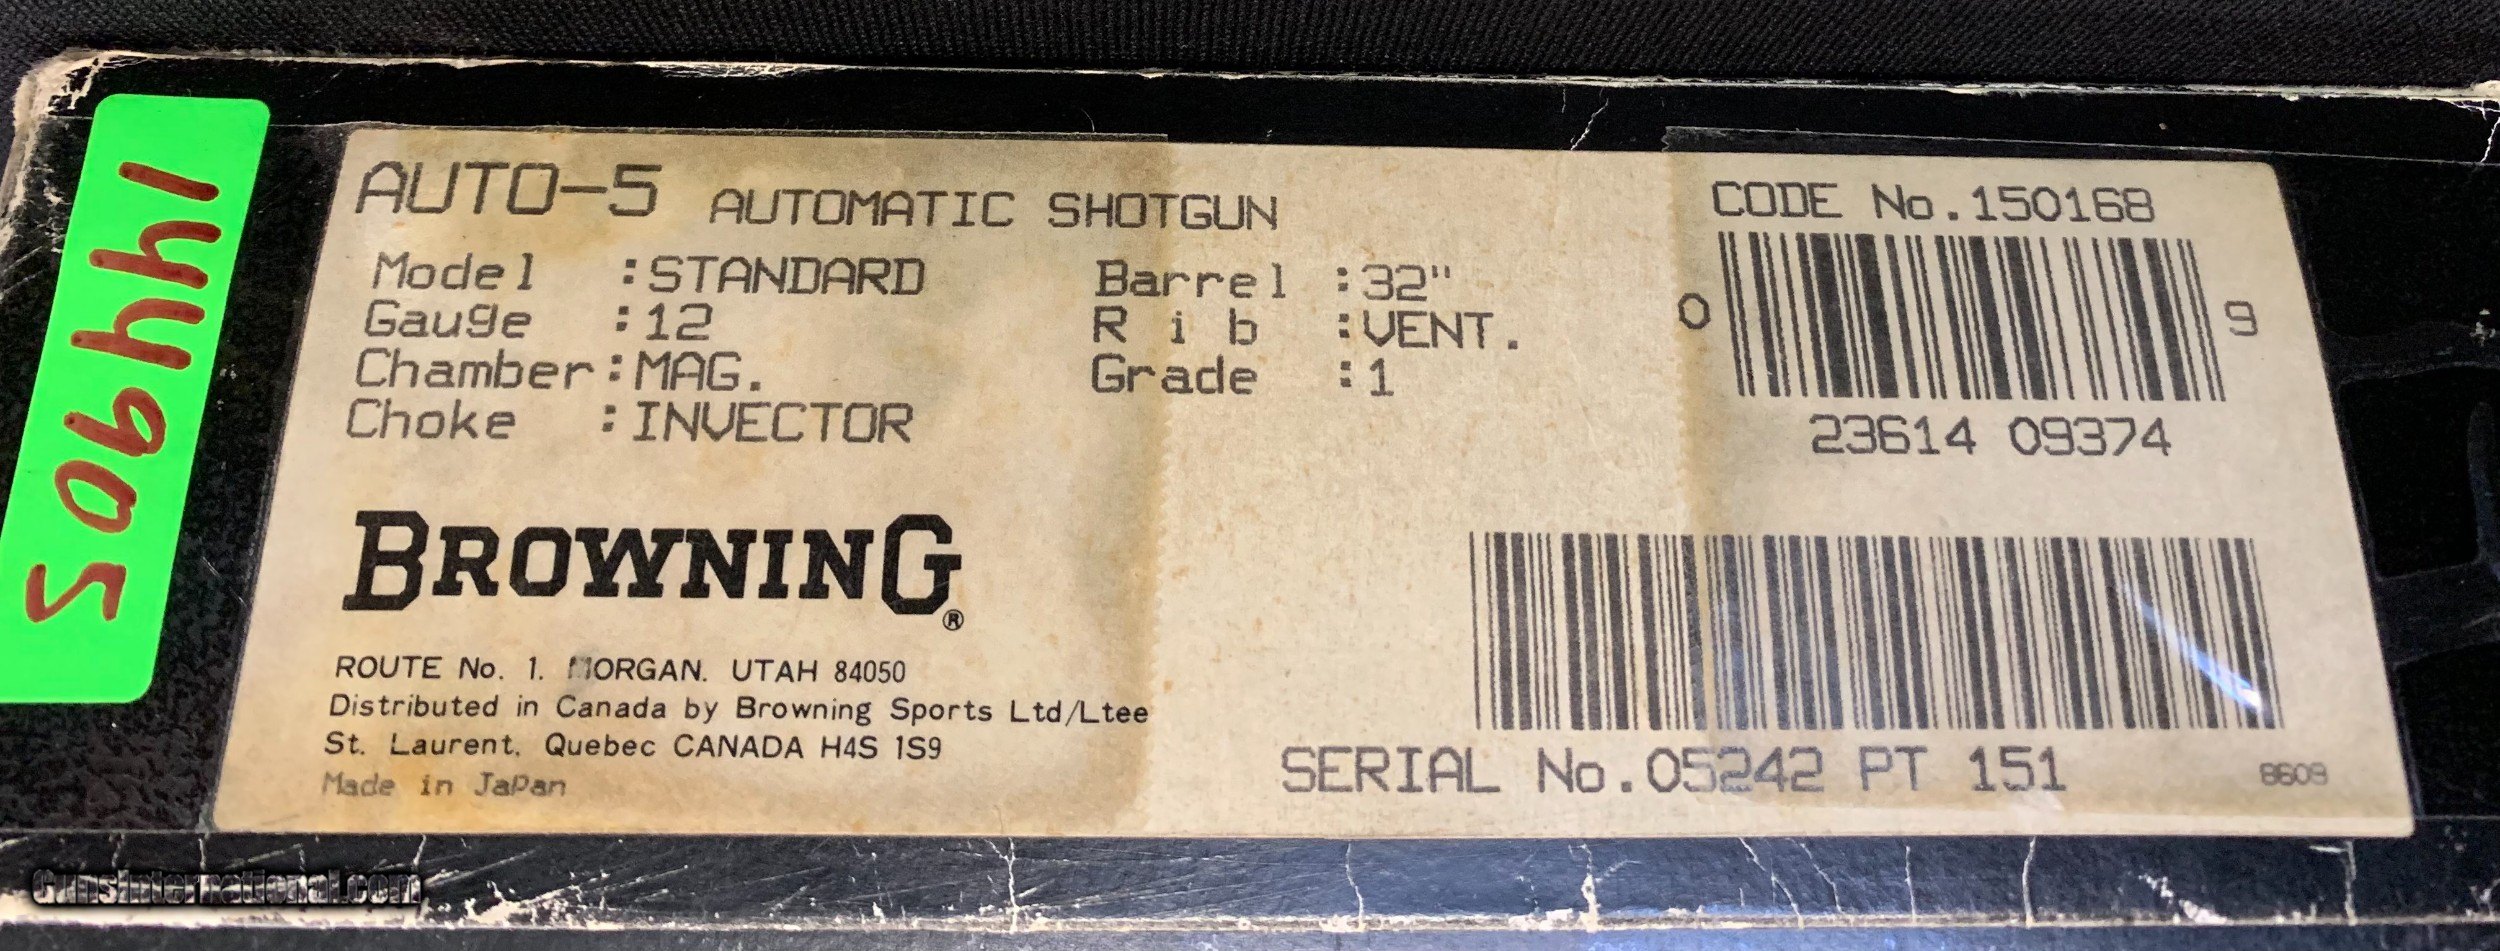 144905
AUTO-5 AUTOMATIC SHOTGUN
Model :STANDARD
Gauge :12
Chamber:MAG.
Choke :INVECTOR
Barrel :32"
Rib :VENT.
Grade :1
CODE No.150168
0 9
23614 09374
BROWNING®
ROUTE No. 1. MORGAN. UTAH 84050
Distributed in Canada by Browning Sports Ltd/Ltee
St. Laurent. Quebec CANADA H4S 1S9
Made in Japan
SERIAL No.05242 PT 151
8609
GunsInternational.com